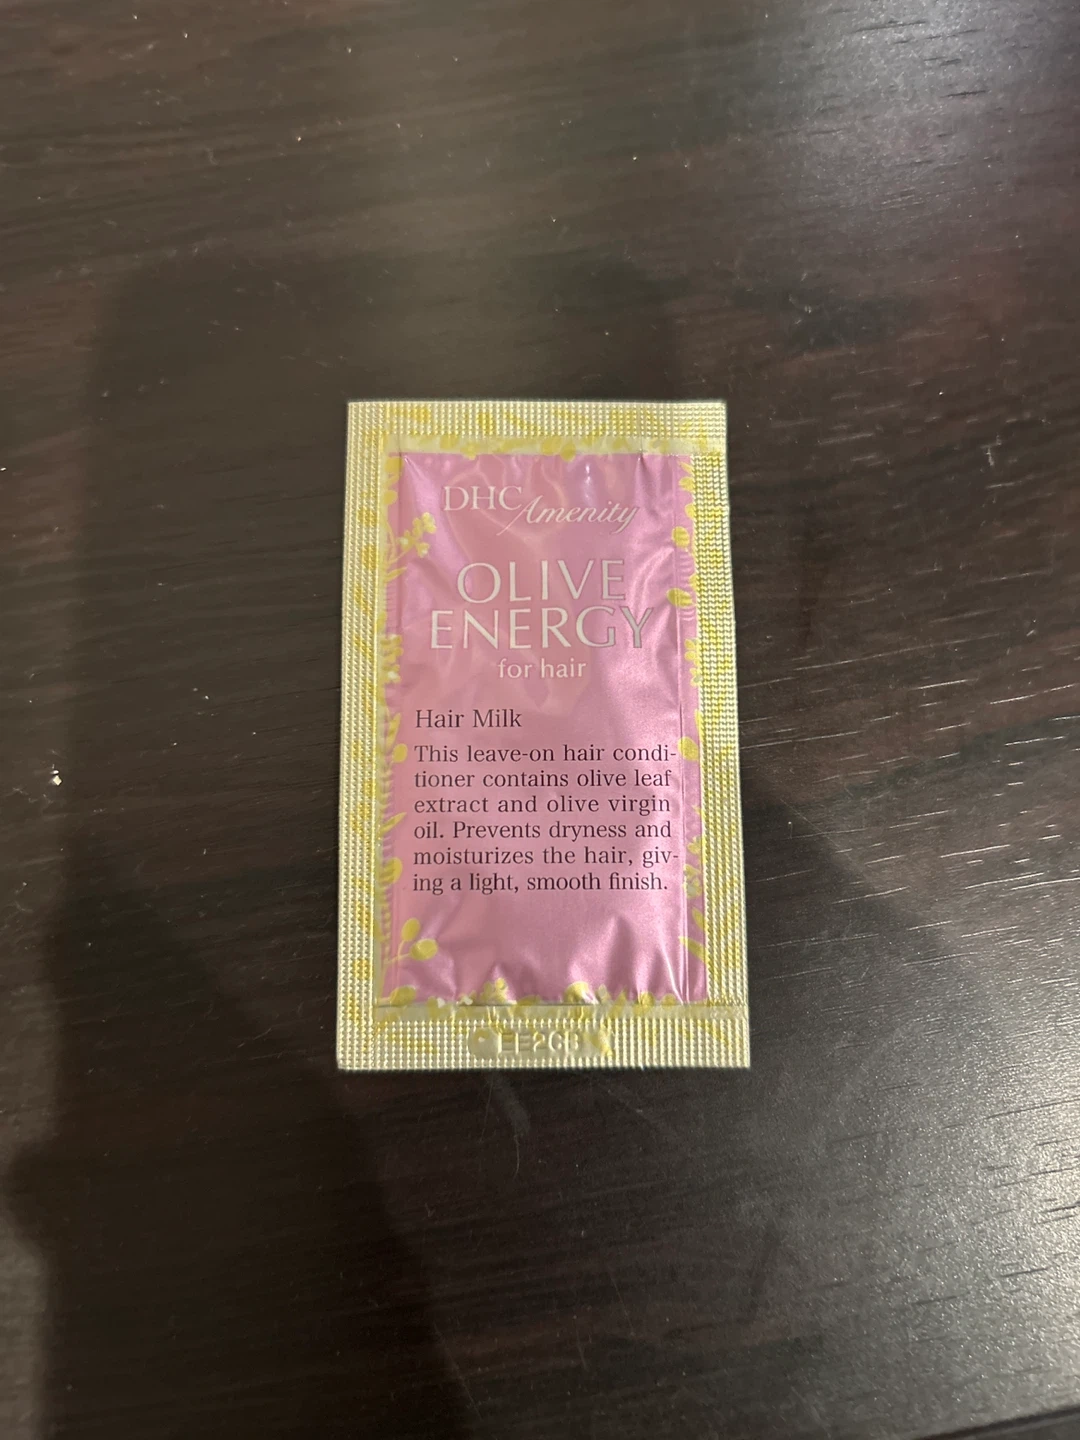 DHC Amenity
OLIVE
ENERGY
for hair
Hair Milk
This leave-on hair condi-
tioner contains olive leaf
extract and olive virgin
oil. Prevents dryness and
moisturizes the hair, giv-
ing a light, smooth finish.